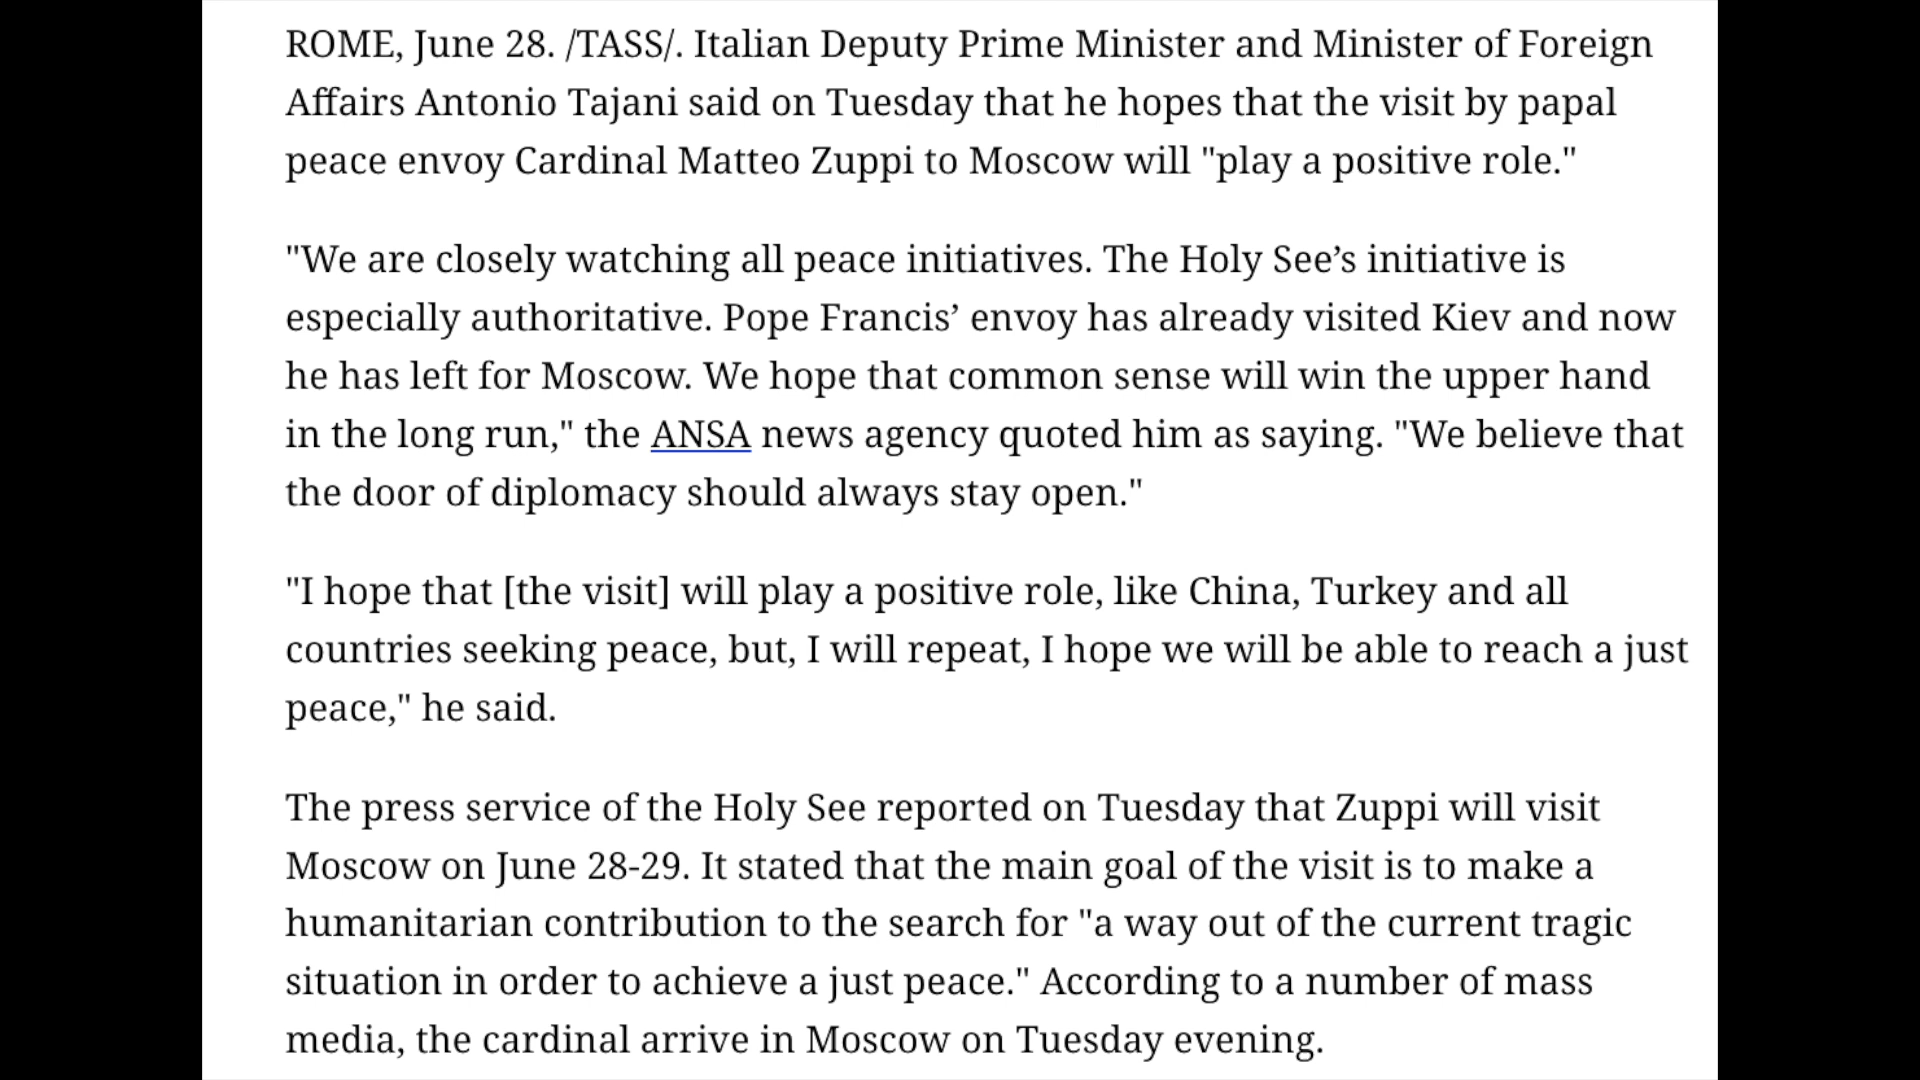 ROME, June 28. /TASS/. Italian Deputy Prime Minister and Minister of Foreign
Affairs Antonio Tajani said on Tuesday that he hopes that the visit by papal
peace envoy Cardinal Matteo Zuppi to Moscow will "play a positive role."
"We are closely watching all peace initiatives. The Holy See’s initiative is
especially authoritative. Pope Francis’ envoy has already visited Kiev and now
he has left for Moscow. We hope that common sense will win the upper hand
in the long run," the ANSA news agency quoted him as saying. "We believe that
the door of diplomacy should always stay open."
"I hope that [the visit] will play a positive role, like China, Turkey and all
countries seeking peace, but, I will repeat, I hope we will be able to reach a just
peace," he said.
The press service of the Holy See reported on Tuesday that Zuppi will visit
Moscow on June 28-29. It stated that the main goal of the visit is to make a
humanitarian contribution to the search for "a way out of the current tragic
situation in order to achieve a just peace." According to a number of mass
media, the cardinal arrive in Moscow on Tuesday evening.